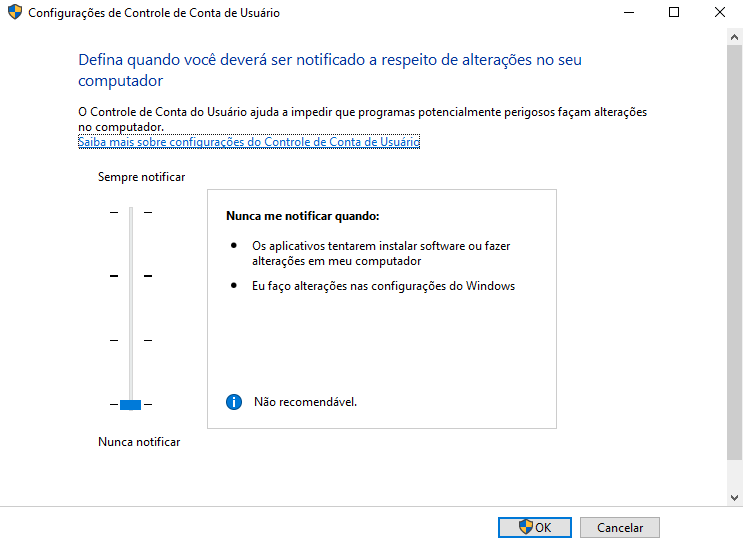 Configurações de Controle de Conta de Usuário
Defina quando você deverá ser notificado a respeito de alterações no seu
computador
O Controle de Conta do Usuário ajuda a impedir que programas potencialmente perigosos façam alterações
no computador.
Saiba mais sobre configurações do Controle de Conta de Usuário
Sempre notificar
Nunca me notificar quando:
Os aplicativos tentarem instalar software ou fazer
alterações em meu computador
Eu faço alterações nas configurações do Windows
Não recomendável.
Nunca notificar
OK
Cancelar